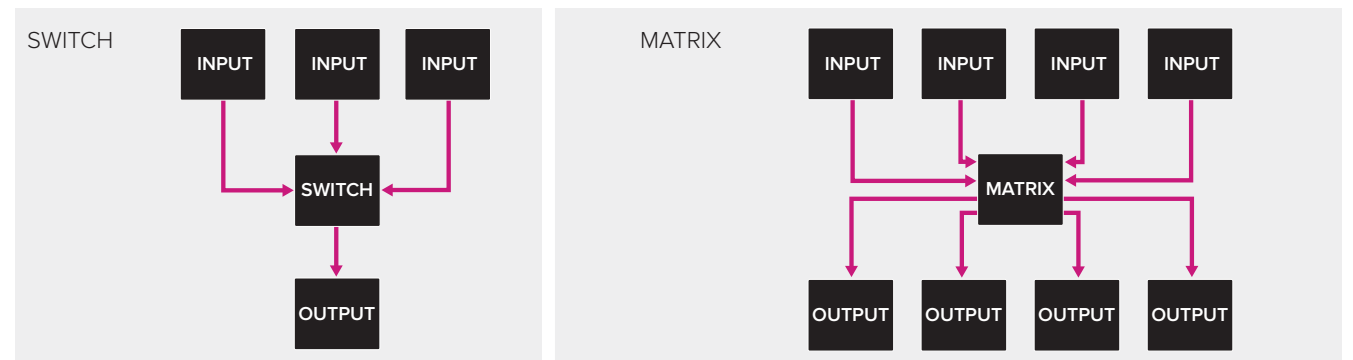 SWITCH
INPUT INPUT INPUT
SWITCH
OUTPUT
MATRIX
INPUT INPUT INPUT INPUT
MATRIX
OUTPUT OUTPUT OUTPUT OUTPUT